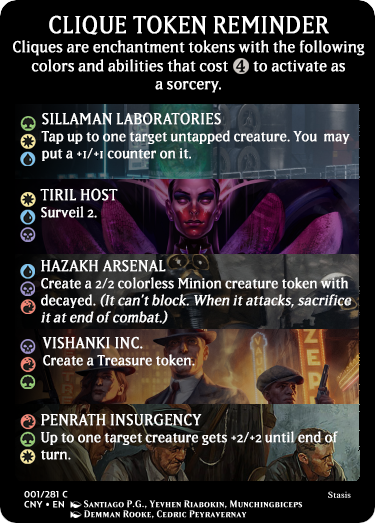 CLIQUE TOKEN REMINDER
Cliques are enchantment tokens with the following
colors and abilities that cost 4 to activate as
a sorcery.
SILLAMAN LABORATORIES
Tap up to one target untapped creature. You may
put a +1/+1 counter on it.
TIRIL HOST
Surveil 2.
HAZAKH ARSENAL
Create a 2/2 colorless Minion creature token with
decayed. (It can't block. When it attacks, sacrifice
it at end of combat.)
VISHANKI INC.
Create a Treasure token.
PENRATH INSURGENCY
Up to one target creature gets +2/+2 until end of
turn.
001/281 C
Stasis
CNY • EN
SANTIAGO P.G., YEVHEN RIABOKIN, MUNCHINGBICEPS
DEMMAN ROOKE, CEDRIC PEYRAVERNAY